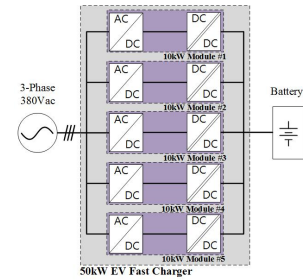 AC DC DC DC
10kW Module #1
AC DC DC DC
10kW Module #2
3-Phase
380Vac
Battery
AC DC DC DC
10kW Module #3
AC DC DC DC
10kW Module #4
AC DC DC DC
10kW Module #5
50kW EV Fast Charger